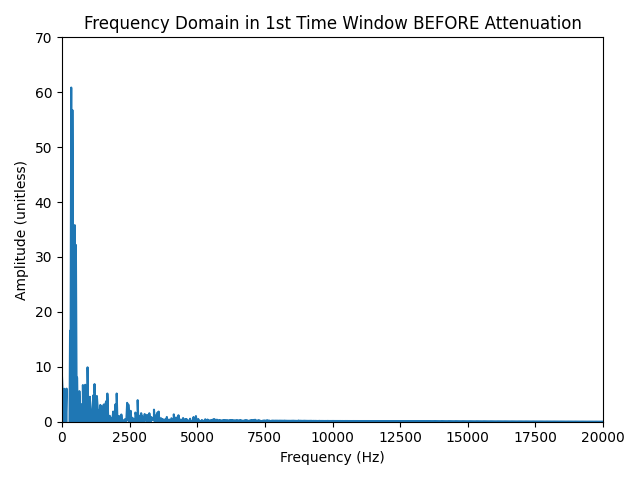 Frequency Domain in 1st Time Window BEFORE Attenuation
70
60
50
40
30
20
10
0
Amplitude (unitless)
0 2500 5000 7500 10000 12500 15000 17500 20000
Frequency (Hz)